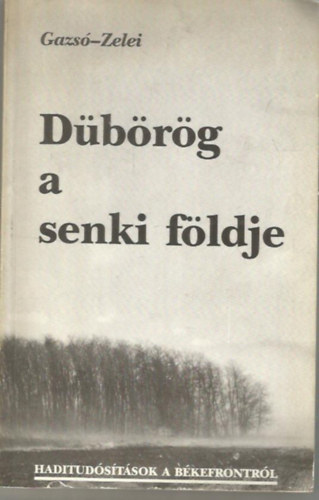 Gazsó–Zelei
Dübörög
a
senki földje
HADITUDÓSÍTÁSOK A BÉKEFRONTRÓL